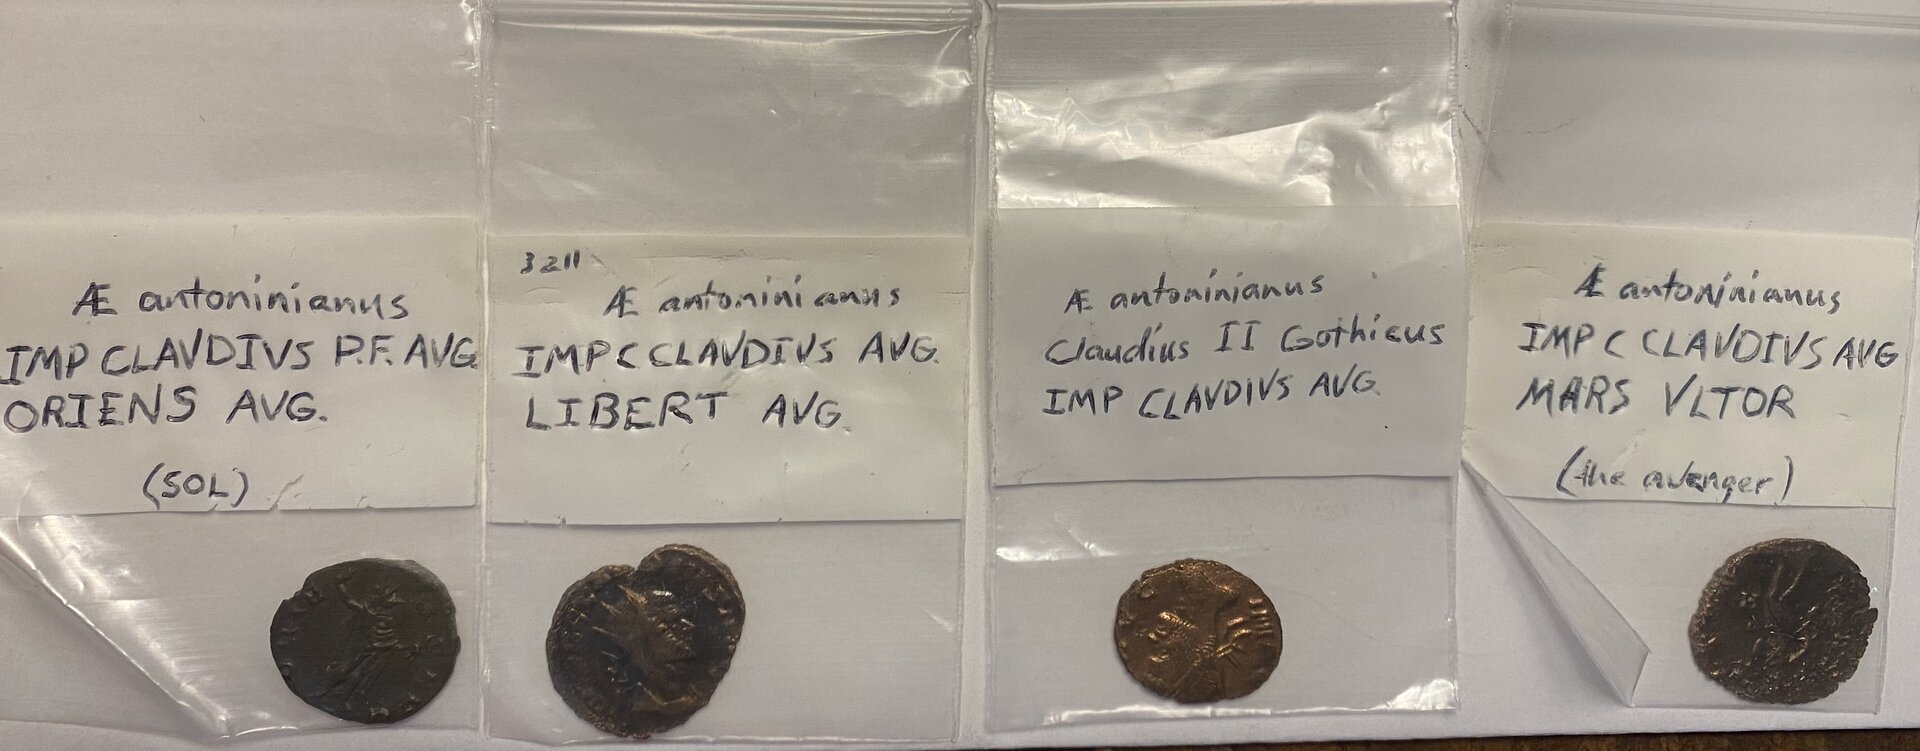 Æ antoninianus
IMP CLAVDIVS P.F. AVG.
ORIENS AVG.
(SOL)
3211
Æ antoninianus
IMP C CLAVDIVS AVG.
LIBERT AVG.
Æ antoninianus
Claudius II Gothicus
IMP CLAVDIVS AVG.
Æ antoninianus
IMP C CLAVDIVS AVG
MARS VLTOR
(the avenger)